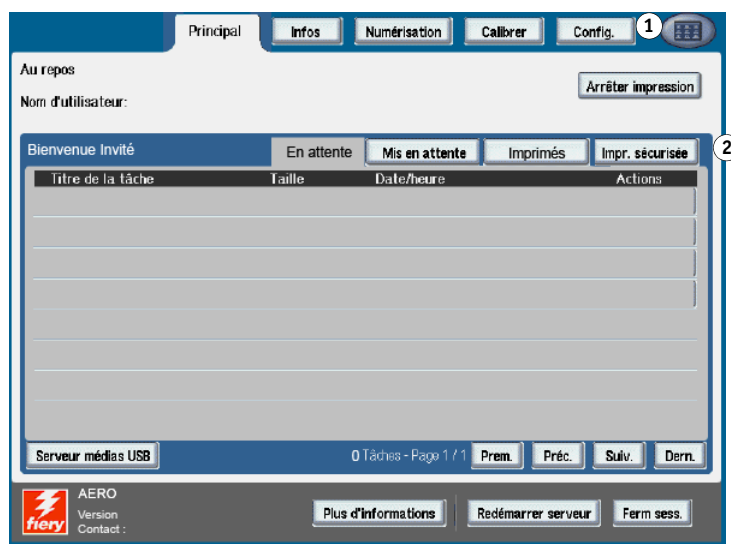 Principal Infos Numérisation Calibrer Config. 1
Au repos
Arrêter impression
Nom d'utilisateur:
Bienvenue Invité En attente Mis en attente Imprimés Impr. sécurisée 2
Titre de la tâche Taille Date/heure Actions
Serveur médias USB 0 Tâches - Page 1 / 1 Prem. Préc. Suiv. Dern.
AERO
Version
Contact :
fiery
Plus d'informations Redémarrer serveur Ferm sess.